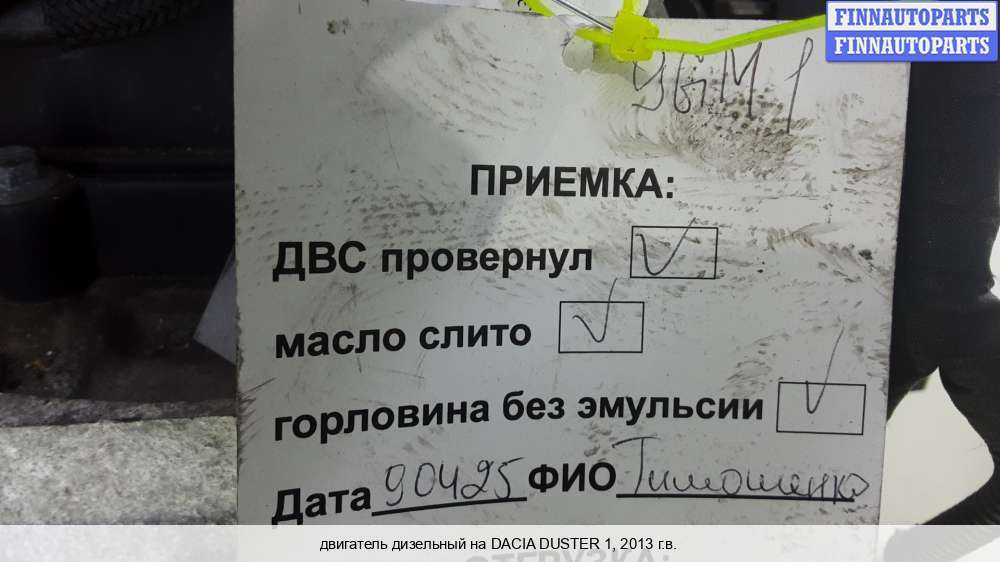 FINNAUTOPARTS
FINNAUTOPARTS
ПРИЕМКА:
ДВС провернул
масло слито
горловина без эмульсии
Дата 90425 ФИО Тимошенко
двигатель дизельный на DACIA DUSTER 1, 2013 г.в.